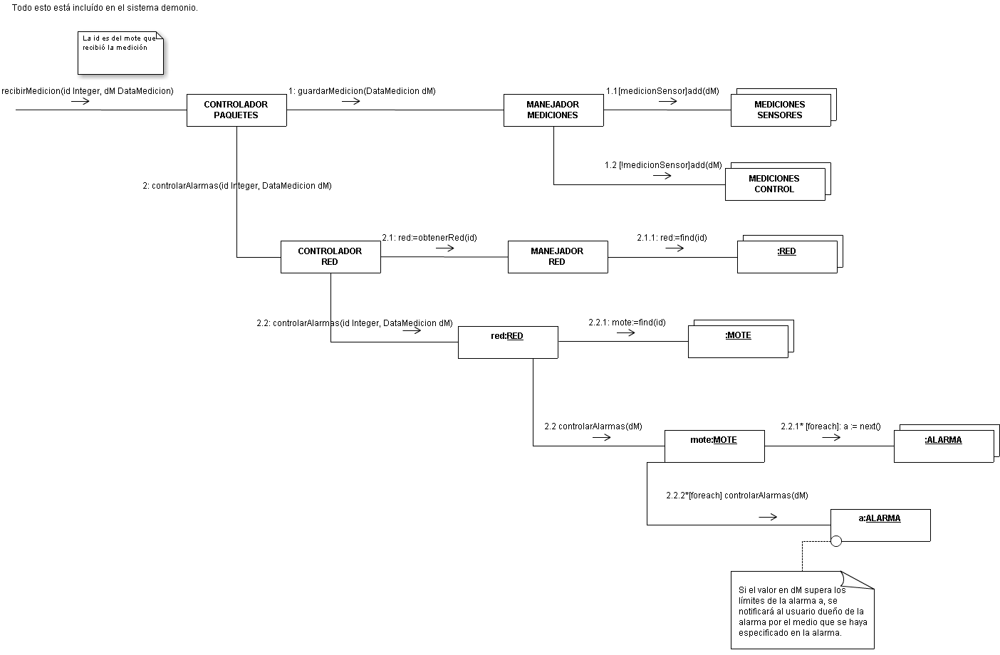 Todo esto está incluído en el sistema demonio.
La id es del mote que
recibió la medición
recibirMedicion(id Integer, dM DataMedicion)
1: guardarMedicion(DataMedicion dM)
1.1[medicionSensor]add(dM)
CONTROLADOR
PAQUETES
MANEJADOR
MEDICIONES
MEDICIONES
SENSORES
1.2 [!medicionSensor]add(dM)
MEDICIONES
CONTROL
2: controlarAlarmas(id Integer, DataMedicion dM)
2.1: red:=obtenerRed(id)
2.1.1: red:=find(id)
CONTROLADOR
RED
MANEJADOR
RED
:RED
2.2: controlarAlarmas(id Integer, DataMedicion dM)
2.2.1: mote:=find(id)
red:RED
:MOTE
2.2 controlarAlarmas(dM)
2.2.1* [foreach]: a := next()
mote:MOTE
:ALARMA
2.2.2*[foreach] controlarAlarmas(dM)
a:ALARMA
Si el valor en dM supera los
límites de la alarma a, se
notificará al usuario dueño de la
alarma por el medio que se haya
especificado en la alarma.